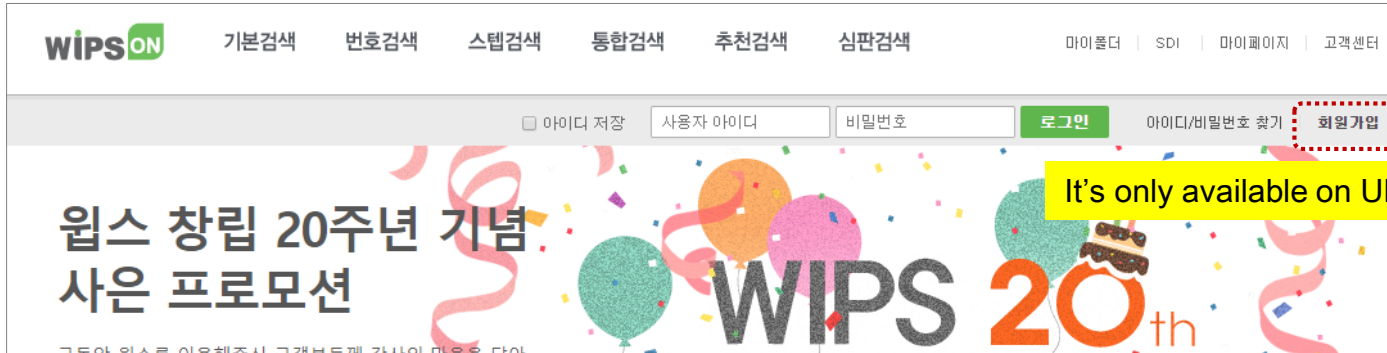 WIPS ON 기본검색 번호검색 스텝검색 통합검색 추천검색 심판검색 마이폴더 SDI 마이페이지 고객센터
아이디 저장 사용자 아이디 비밀번호 로그인 아이디/비밀번호 찾기 회원가입
It's only available on
윕스 창립 20주년 기념
사은 프로모션
WIPS 20th